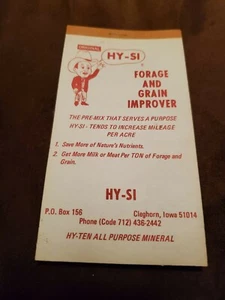 HY-SI
FORAGE
AND
GRAIN
IMPROVER
THE PRE-MIX THAT SERVES A PURPOSE
HY-SI - TENDS TO INCREASE MILEAGE
PER ACRE
1. Save More of Nature's Nutrients.
2. Get More Milk or Meat Per TON of Forage and
Grain.
HY-SI
P.O. Box 156 Cleghorn, Iowa 51014
Phone (Code 712) 436-2442
HY-TEN ALL PURPOSE MINERAL